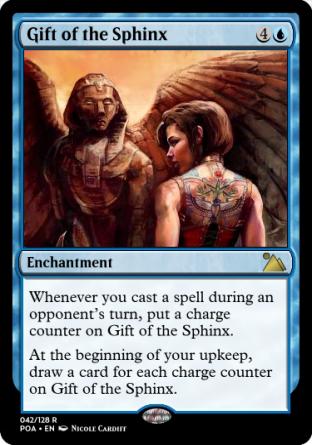 Gift of the Sphinx 4
Enchantment
Whenever you cast a spell during an
opponent's turn, put a charge
counter on Gift of the Sphinx.
At the beginning of your upkeep,
draw a card for each charge counter
on Gift of the Sphinx.
042/128 R
POA • EN Nicole Cardiff